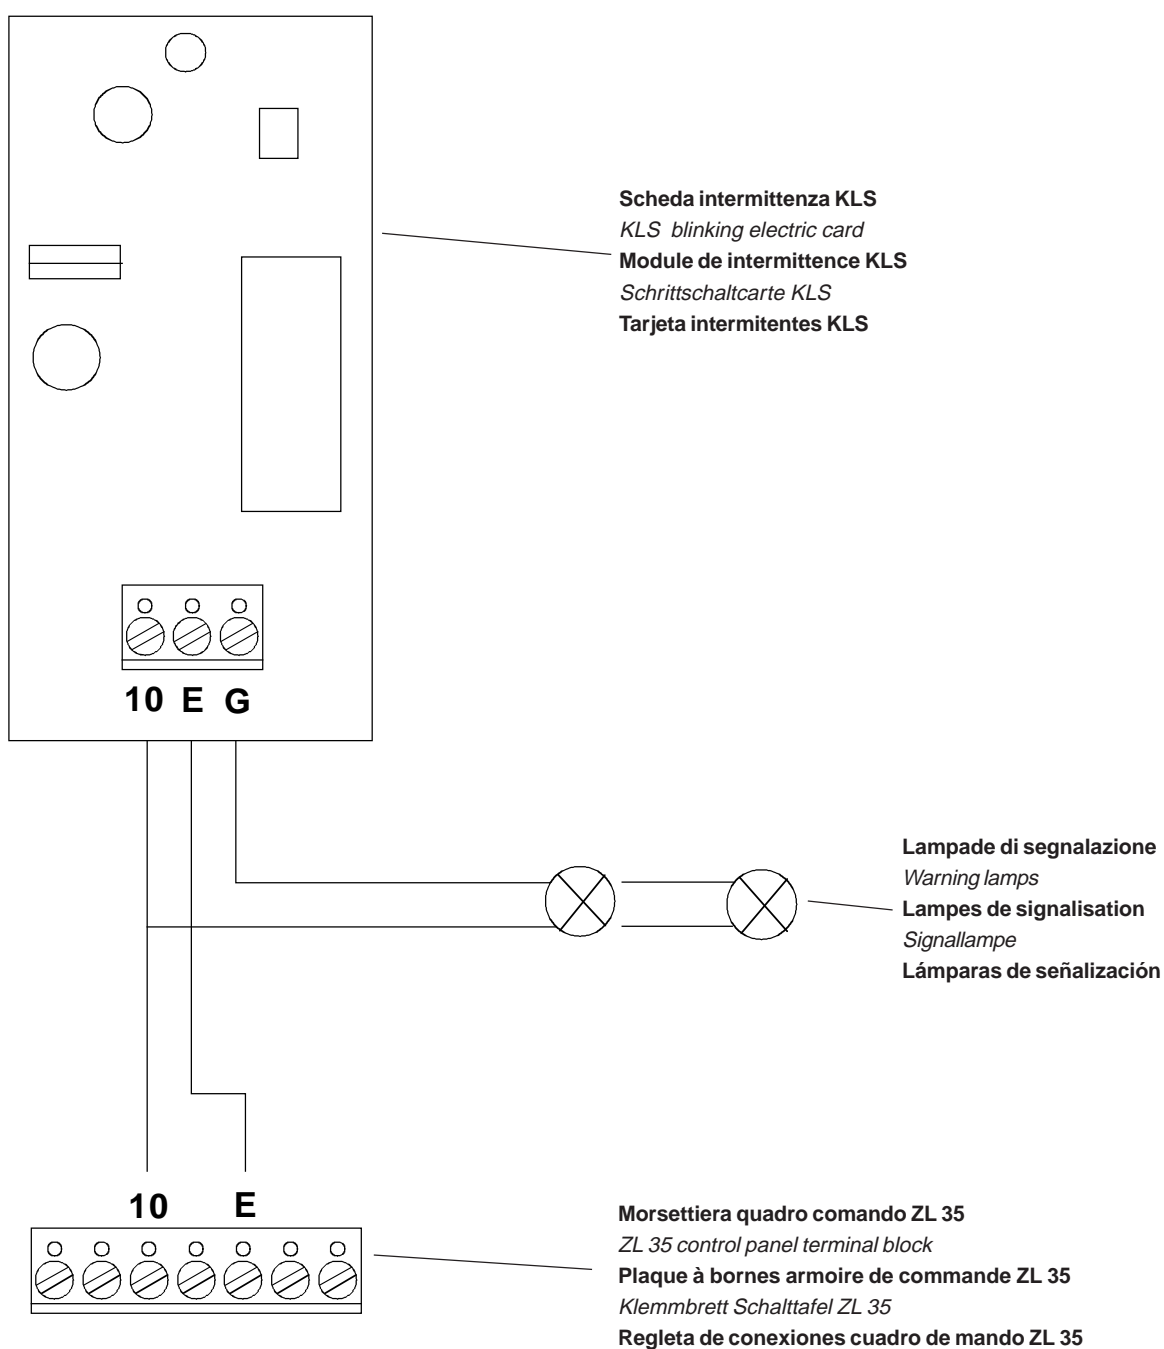 Scheda intermittenza KLS
KLS blinking electric card
Module de intermittence KLS
Schrittschaltcarte KLS
Tarjeta intermitentes KLS
10 E G
Lampade di segnalazione
Warning lamps
Lampes de signalisation
Signallampe
Lámparas de señalización
10 E
Morsettiera quadro comando ZL 35
ZL 35 control panel terminal block
Plaque à bornes armoire de commande ZL 35
Klemmbrett Schalttafel ZL 35
Regleta de conexiones cuadro de mando ZL 35